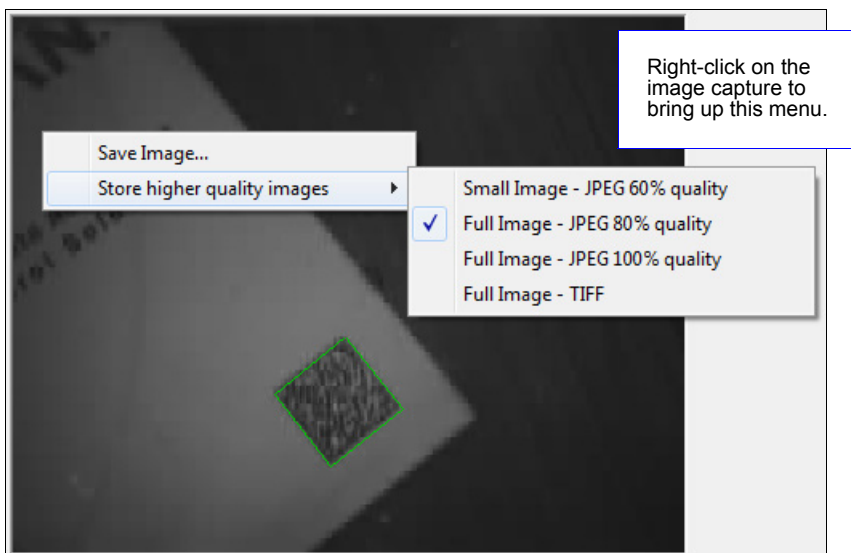 AN.
Right-click on the
image capture to
bring up this menu.
Save Image...
Store higher quality images
Small Image - JPEG 60% quality
Full Image - JPEG 80% quality
Full Image - JPEG 100% quality
Full Image - TIFF